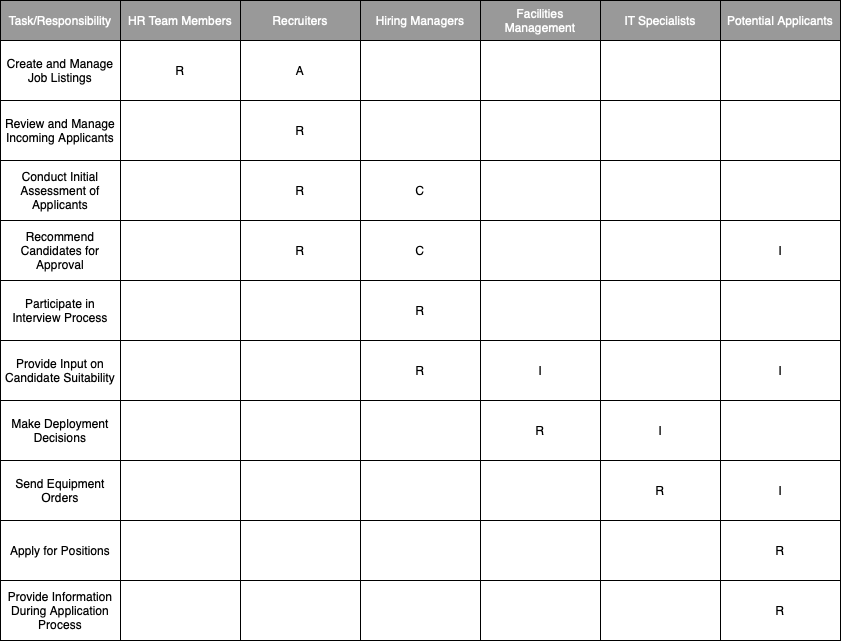 Task/Responsibility HR Team Members Recruiters Hiring Managers Facilities Management IT Specialists Potential Applicants
Create and Manage
Job Listings
R A
Review and Manage
Incoming Applicants
R
Conduct Initial
Assessment of
Applicants
R C
Recommend
Candidates for
Approval
R C I
Participate in
Interview Process
R
Provide Input on
Candidate Suitability
R I I
Make Deployment
Decisions
R I
Send Equipment
Orders
R I
Apply for Positions R
Provide Information
During Application
Process
R